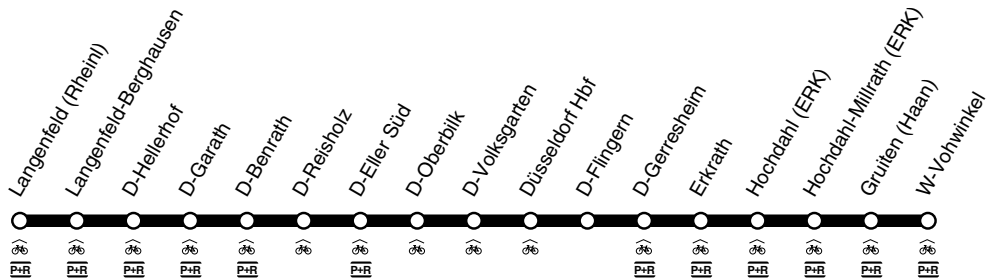 Langenfeld (Rheinl)
Langenfeld-Berghausen
D-Hellerhof
D-Garath
D-Benrath
D-Reisholz
D-Eller Süd
D-Oberbilk
D-Volksgarten
Düsseldorf Hbf
D-Flingern
D-Gerresheim
Erkrath
Hochdahl (ERK)
Hochdahl-Millrath (ERK)
Gruiten (Haan)
W-Vohwinkel
P+R P+R P+R P+R P+R P+R P+R P+R P+R P+R P+R P+R